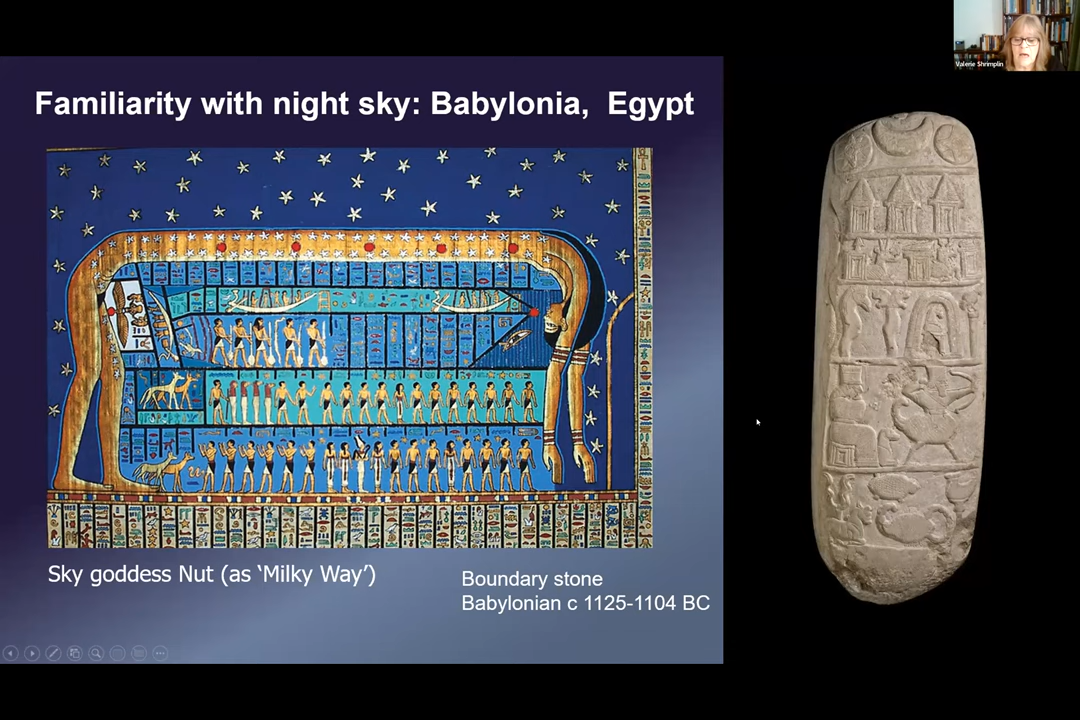 Valerie Shrimplin
Familiarity with night sky: Babylonia,  Egypt
Sky goddess Nut (as ‘Milky Way’)
Boundary stone
Babylonian c 1125-1104 BC